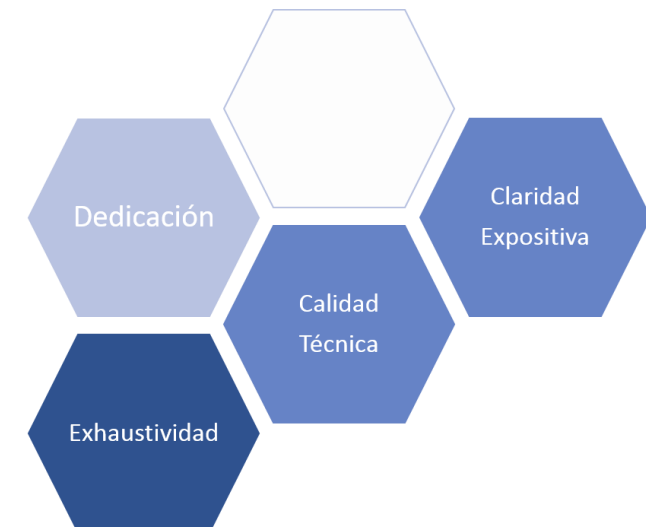 Dedicación
Claridad
Expositiva
Calidad
Técnica
Exhaustividad